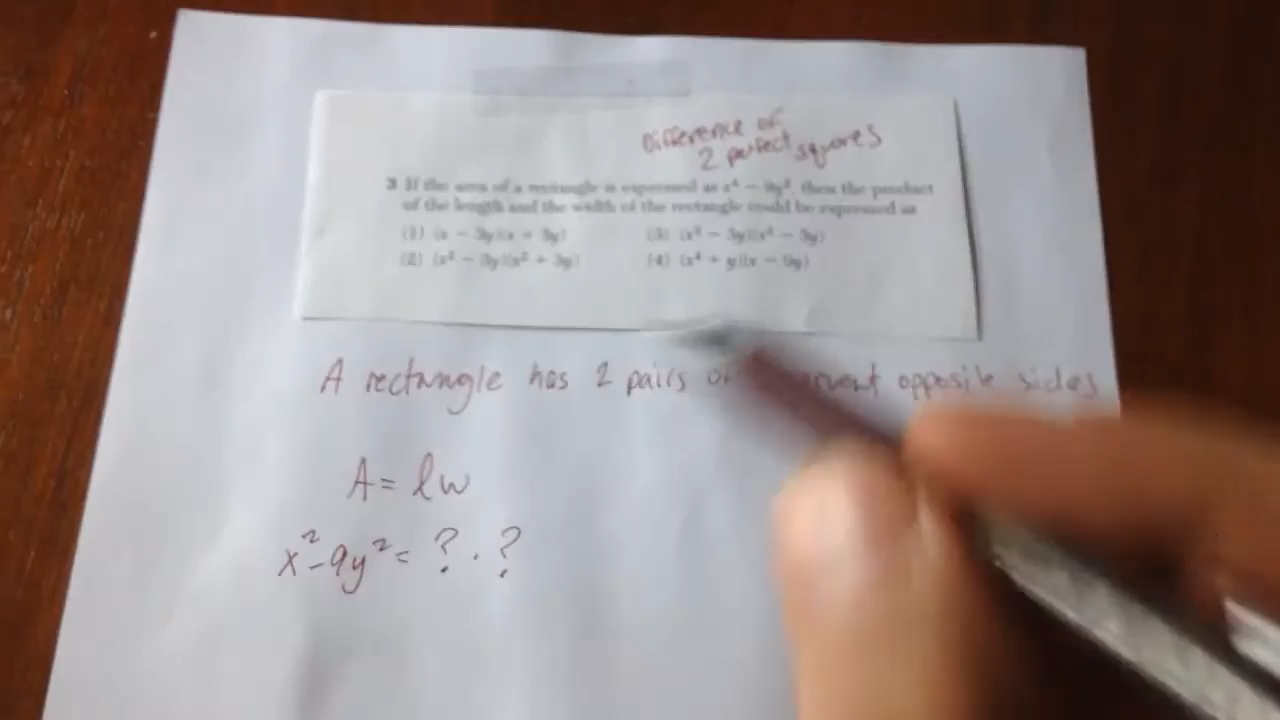 Difference of
2 perfect squares
3 If the area of a rectangle is expressed as x⁴ − 9y², then the product
of the length and the width of the rectangle could be expressed as
(1) (x − 3y)(x + 3y) (3) (x² − 3y)(x² − 3y)
(2) (x² − 3y)(x² + 3y) (4) (x⁴ + y)(x − 9y)
A rectangle has 2 pairs opposite sides
A = lw
x² − 9y² = ? · ?